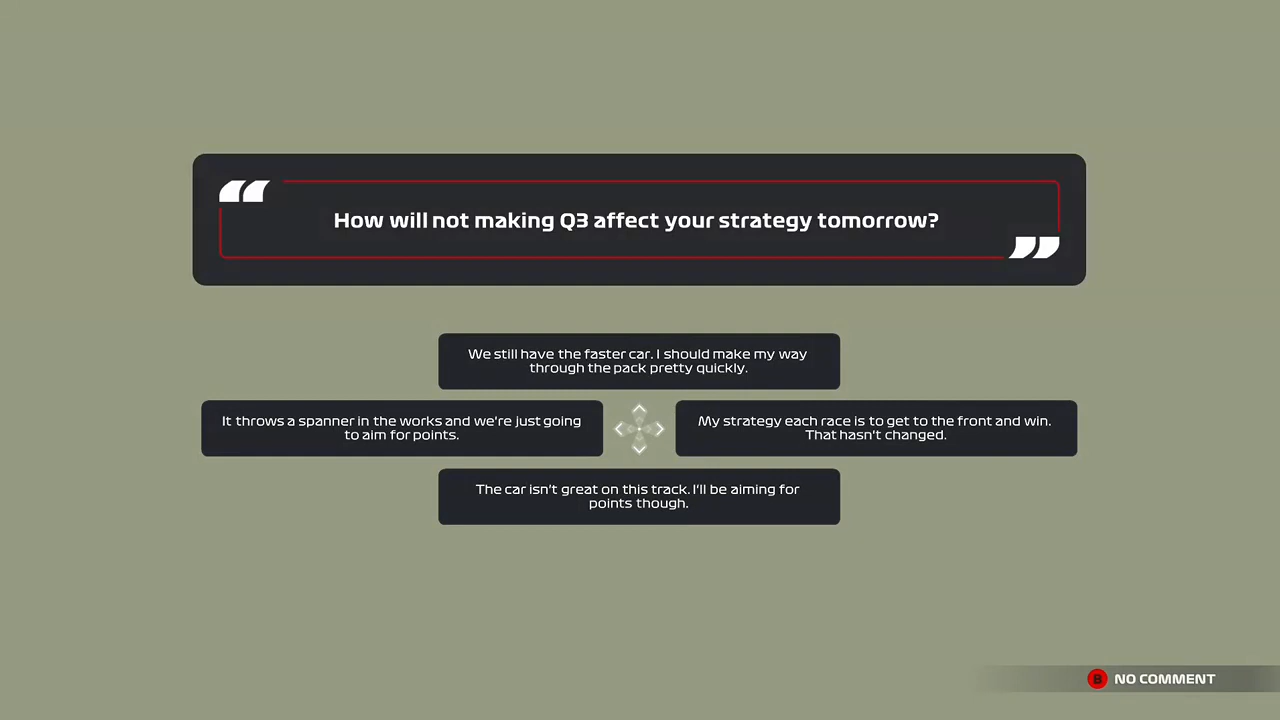 How will not making Q3 affect your strategy tomorrow?
We still have the faster car. I should make my way
through the pack pretty quickly.
It throws a spanner in the works and we're just going
to aim for points.
My strategy each race is to get to the front and win.
That hasn't changed.
The car isn't great on this track. I'll be aiming for
points though.
B NO COMMENT